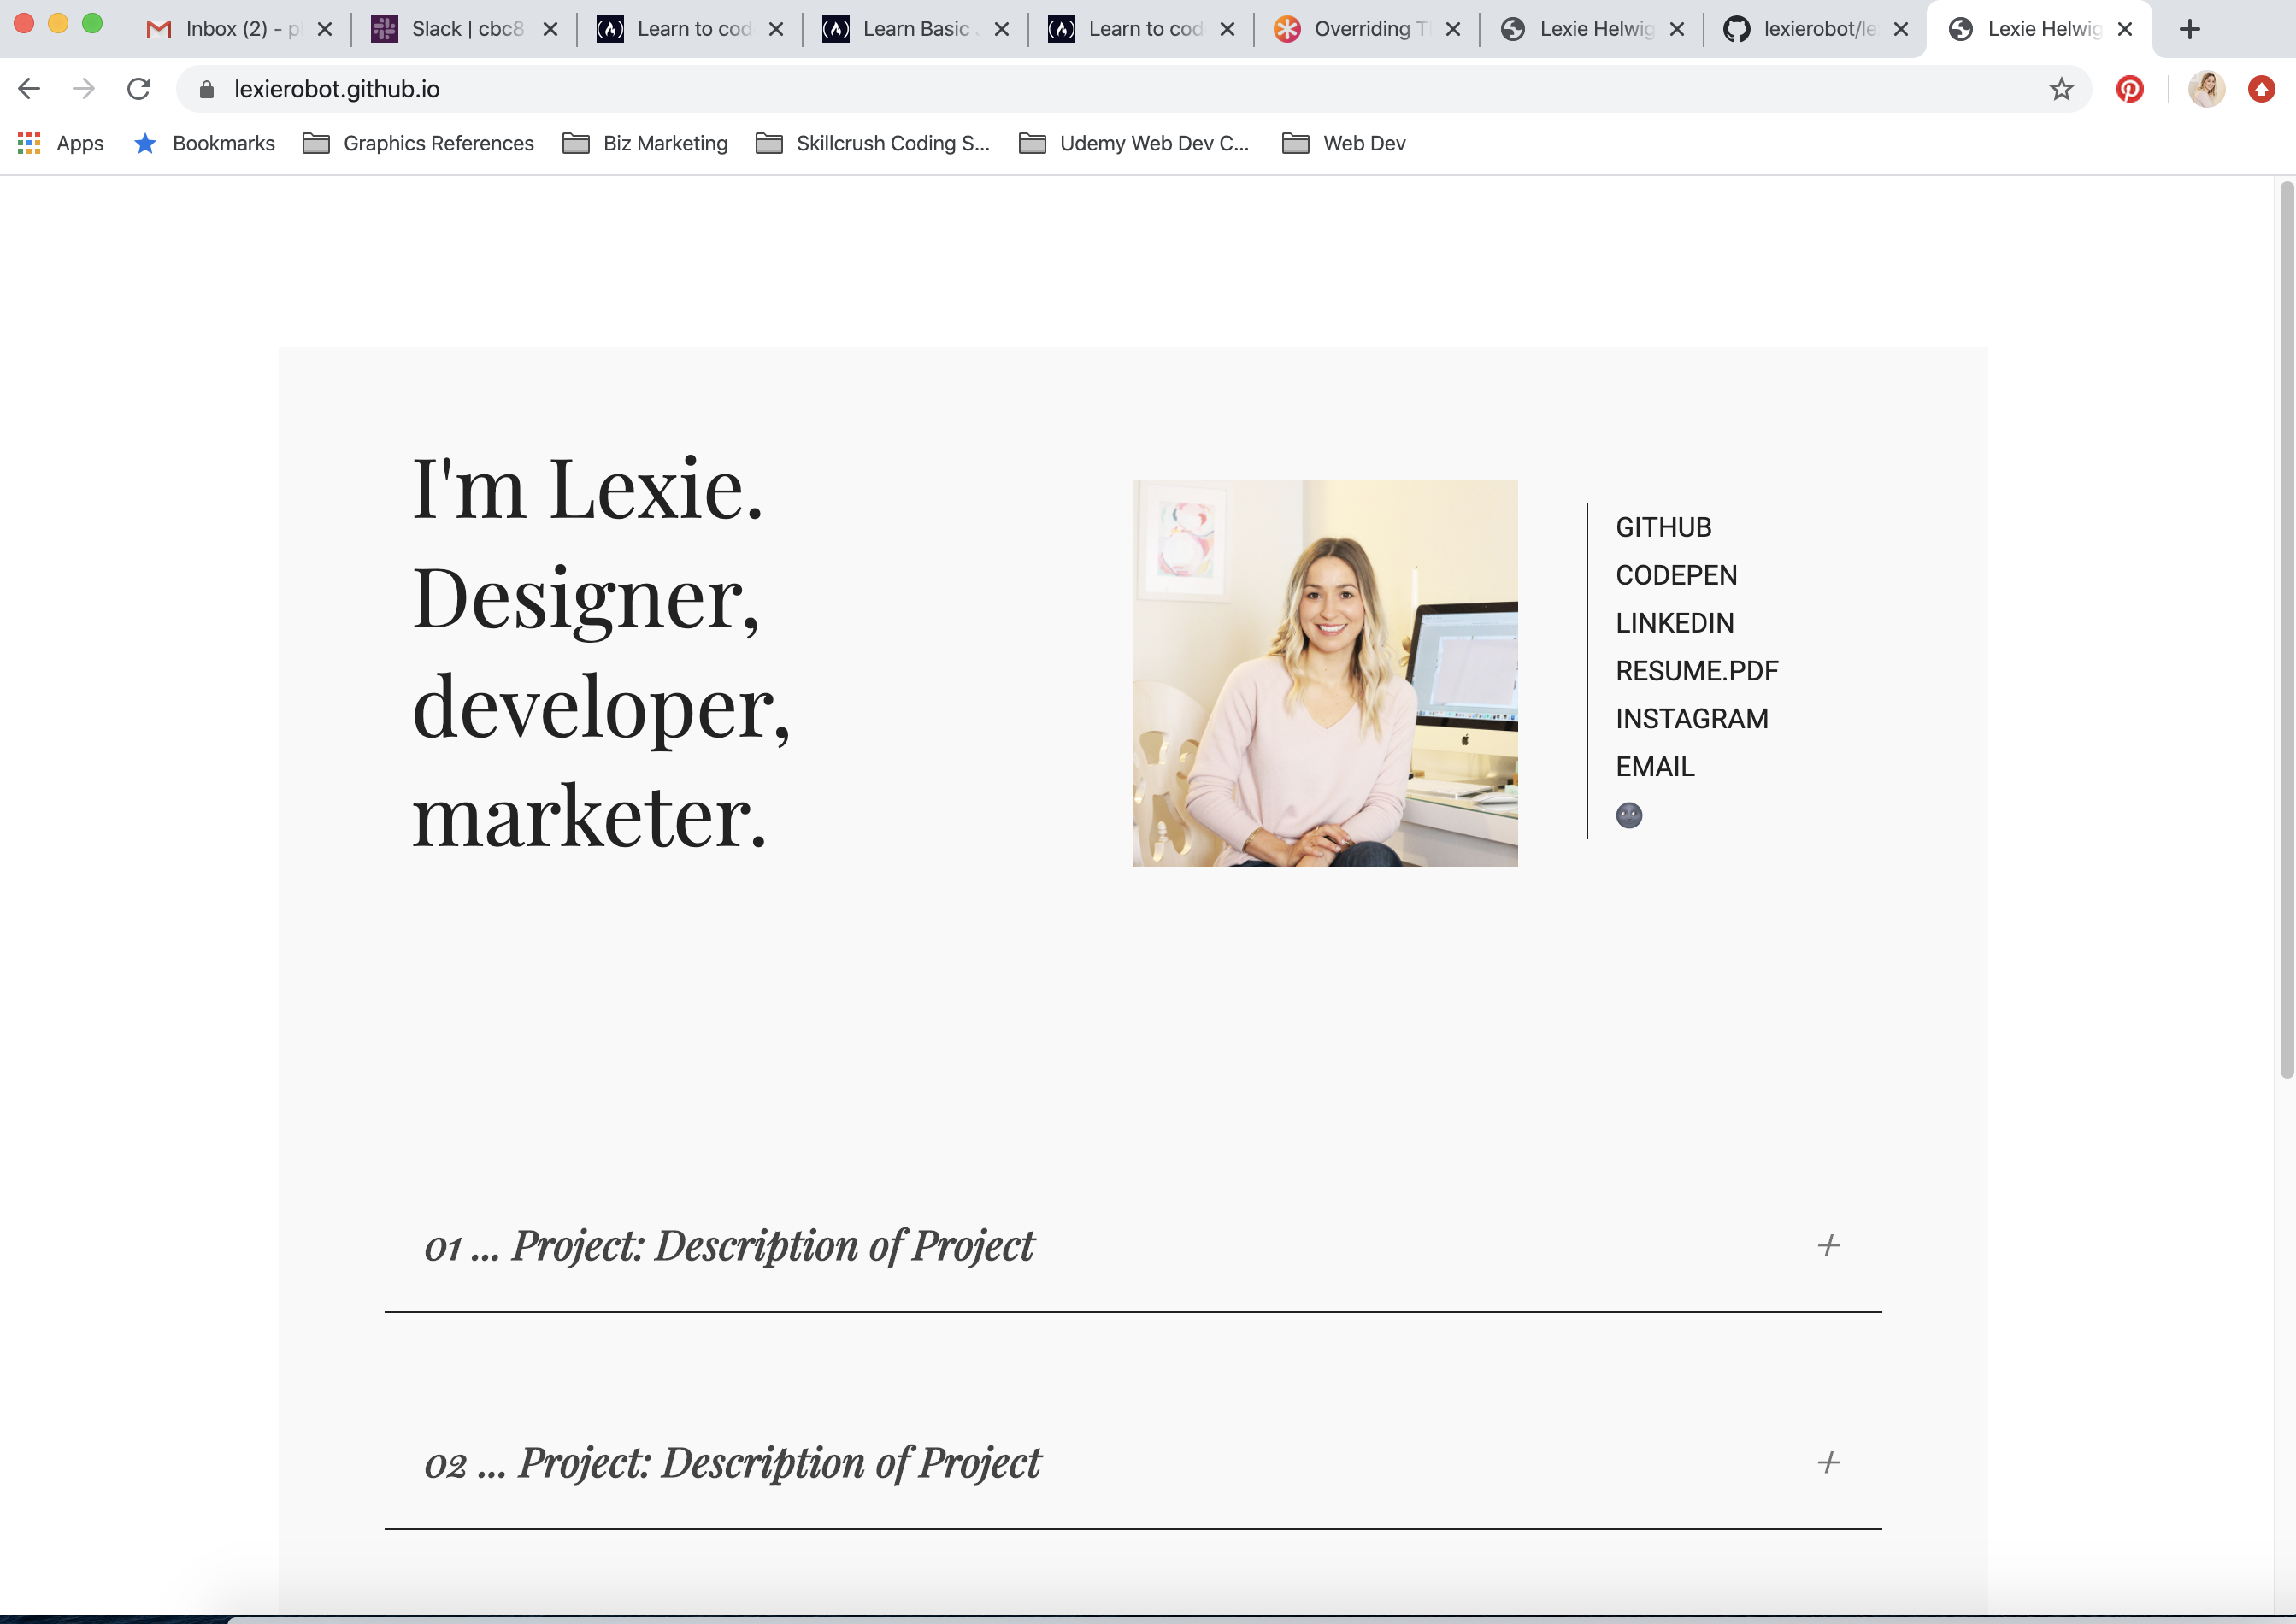 Inbox (2) - p
Slack | cbc8
Learn to cod
Learn Basic
Learn to cod
Overriding T
Lexie Helwig
lexierobot/le
Lexie Helwig
lexierobot.github.io
Apps
Bookmarks
Graphics References
Biz Marketing
Skillcrush Coding S...
Udemy Web Dev C...
Web Dev
I'm Lexie.
Designer,
developer,
marketer.
GITHUB
CODEPEN
LINKEDIN
RESUME.PDF
INSTAGRAM
EMAIL
01 ... Project: Description of Project +
02 ... Project: Description of Project +